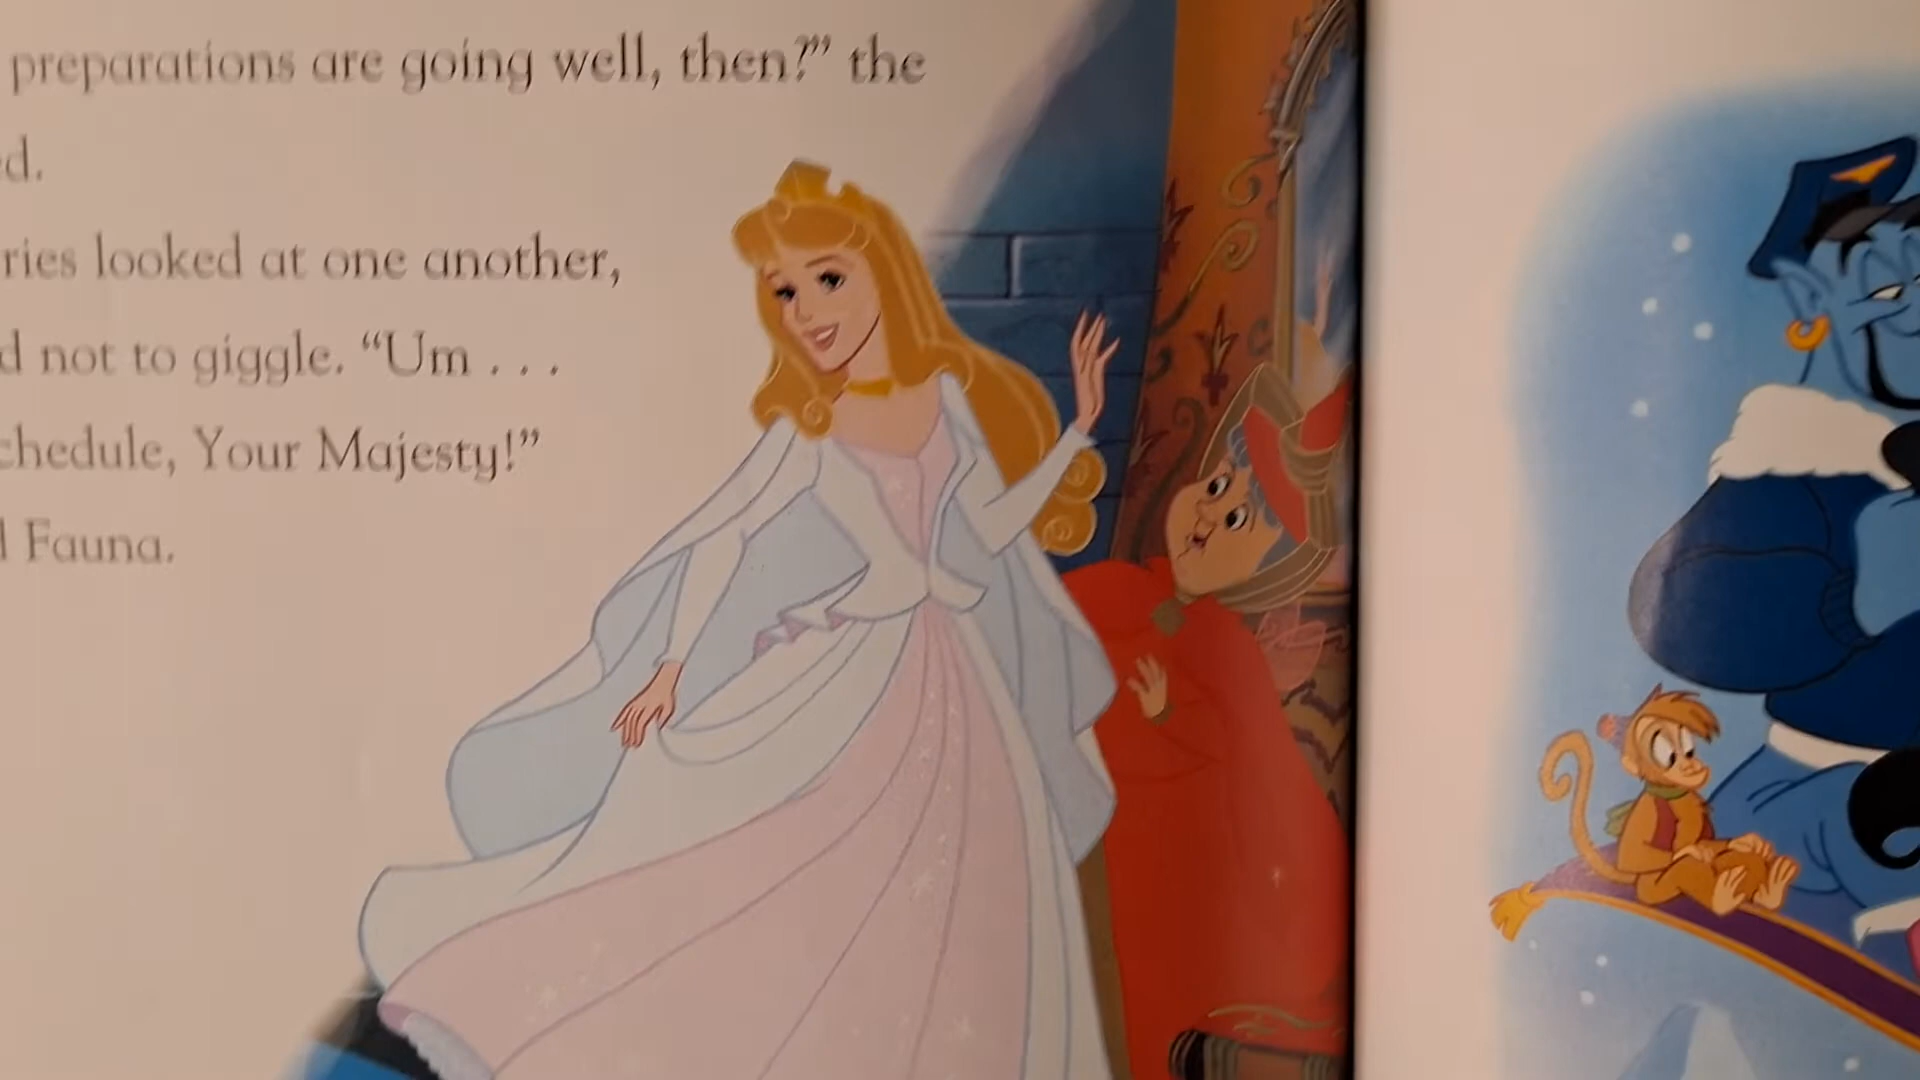 preparations are going well, then?” the
ed.
ries looked at one another,
d not to giggle. “Um . . .
chedule, Your Majesty!”
d Fauna.